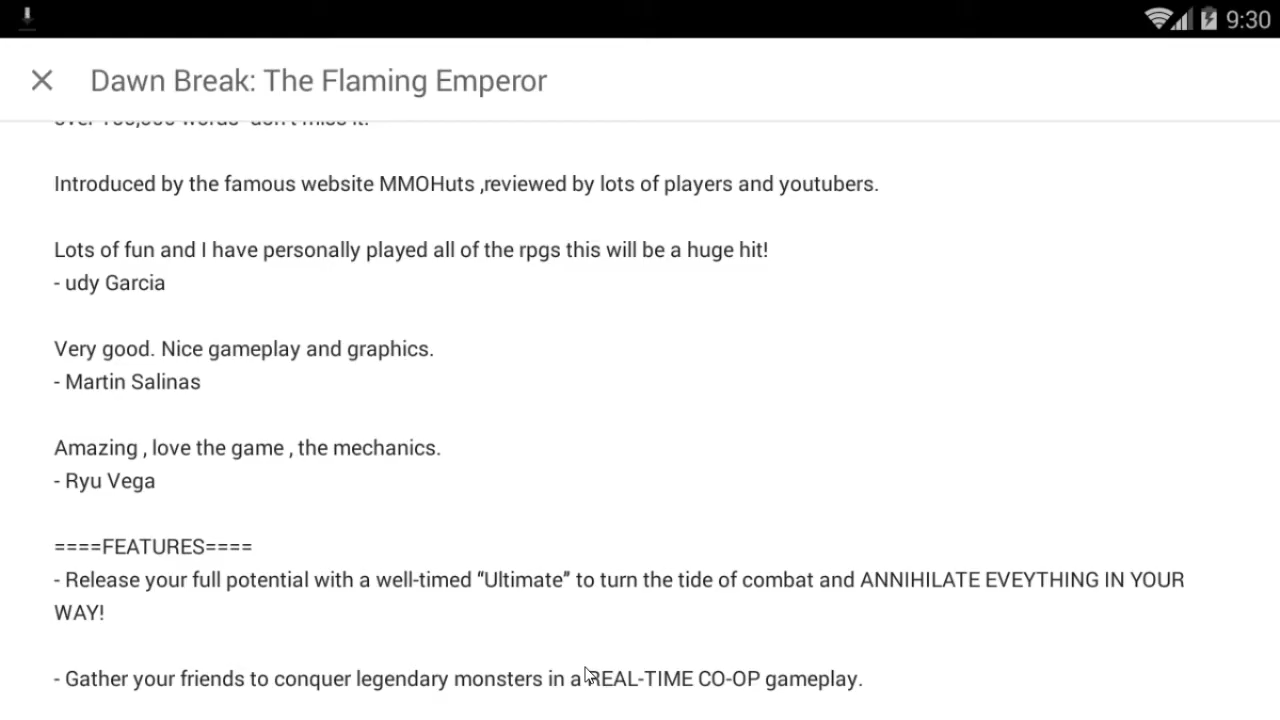 9:30
Dawn Break: The Flaming Emperor
don't miss it!
Introduced by the famous website MMOHuts ,reviewed by lots of players and youtubers.
Lots of fun and I have personally played all of the rpgs this will be a huge hit!
- udy Garcia
Very good. Nice gameplay and graphics.
- Martin Salinas
Amazing , love the game , the mechanics.
- Ryu Vega
====FEATURES====
- Release your full potential with a well-timed “Ultimate” to turn the tide of combat and ANNIHILATE EVEYTHING IN YOUR
WAY!
- Gather your friends to conquer legendary monsters in a REAL-TIME CO-OP gameplay.